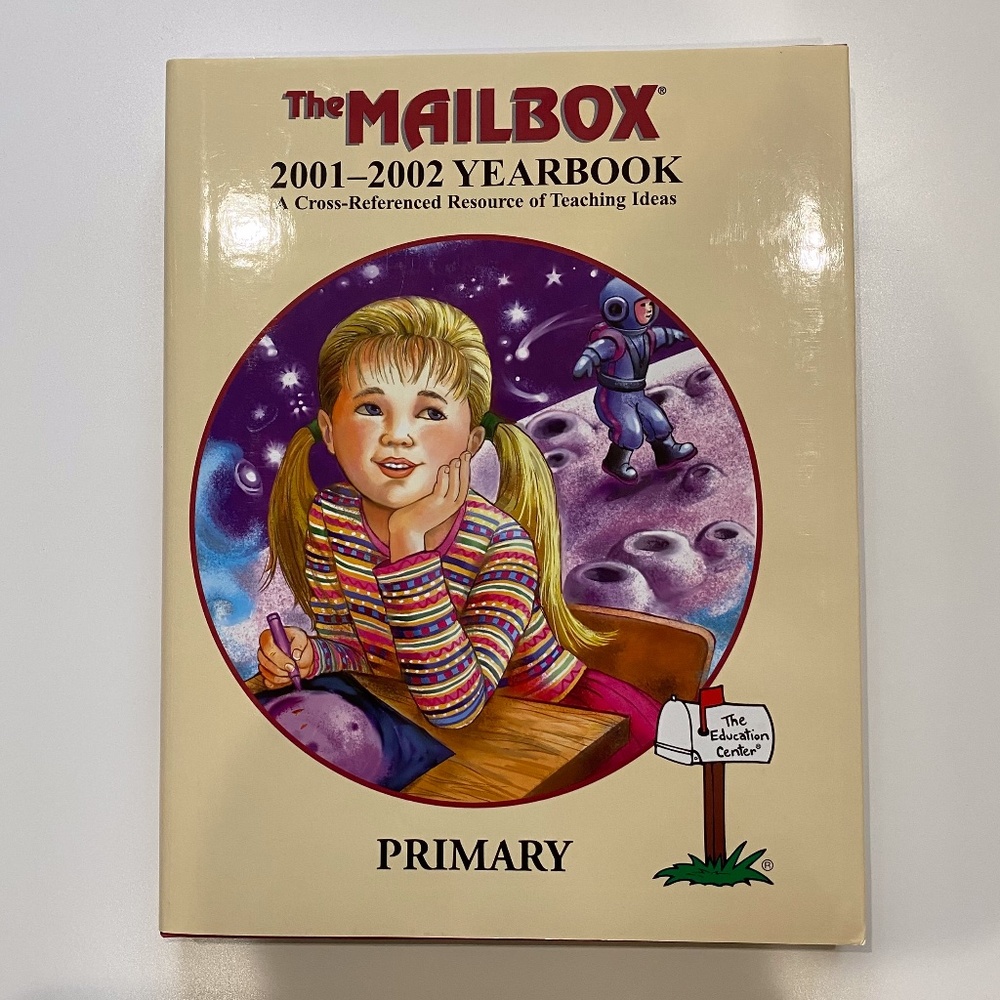 The MAILBOX®
2001–2002 YEARBOOK
A Cross-Referenced Resource of Teaching Ideas
The
Education
Center®
PRIMARY
®